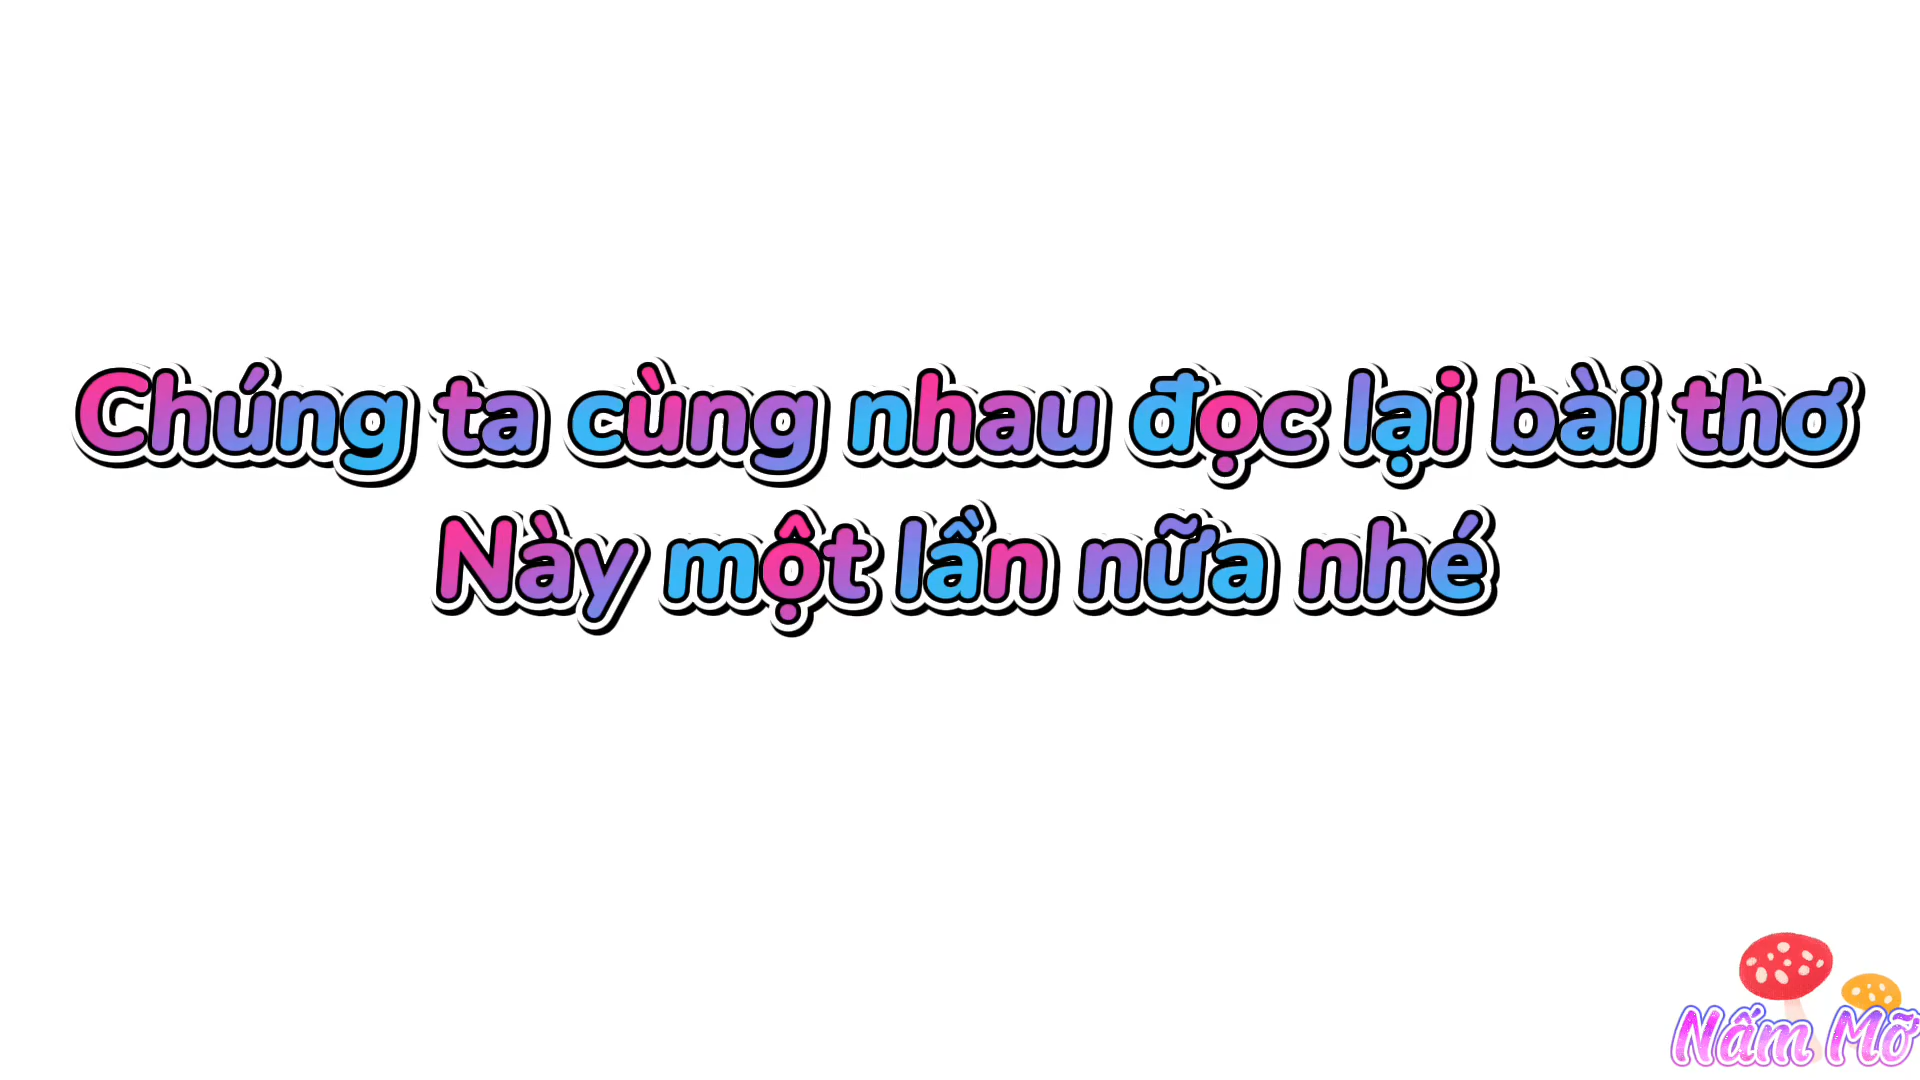 Chúng ta cùng nhau đọc lại bài thơ
Này một lần nữa nhé
Nấm Mỡ